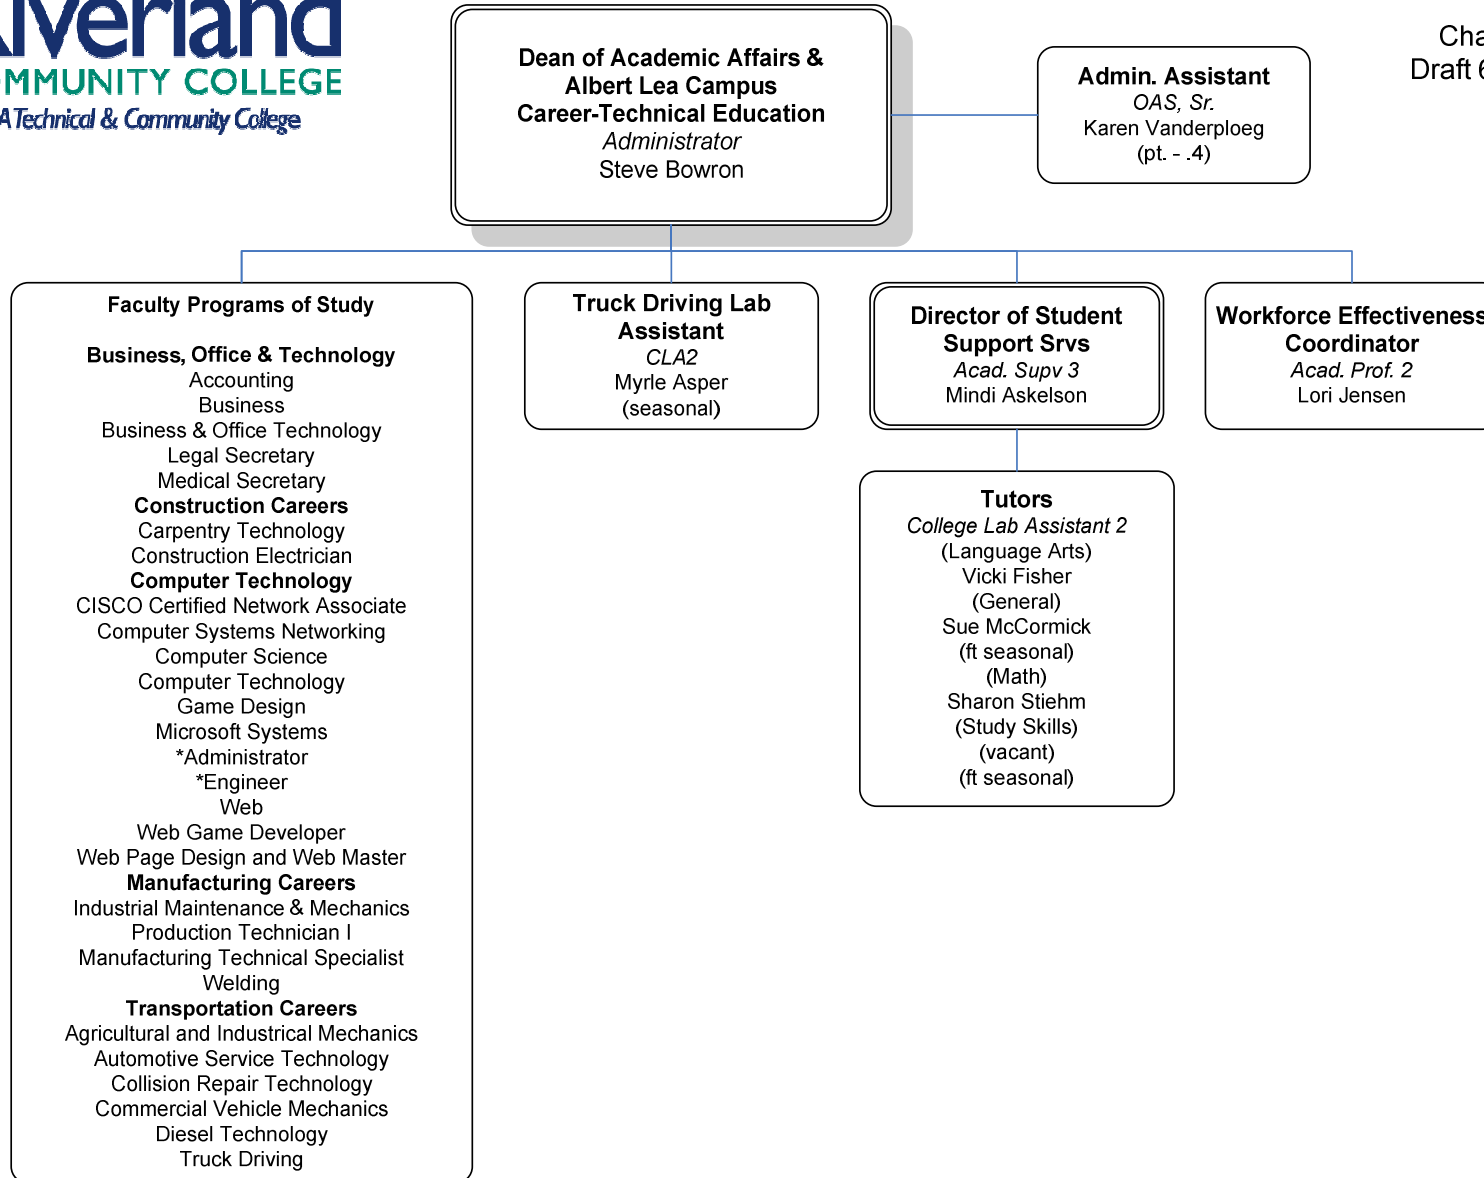 Riverland
COMMUNITY COLLEGE
A Technical & Community College
Dean of Academic Affairs &
Albert Lea Campus
Career-Technical Education
Administrator
Steve Bowron
Admin. Assistant
OAS, Sr.
Karen Vanderploeg
(pt. - .4)
Draft
Faculty Programs of Study
Business, Office & Technology
Accounting
Business
Business & Office Technology
Legal Secretary
Medical Secretary
Construction Careers
Carpentry Technology
Construction Electrician
Computer Technology
CISCO Certified Network Associate
Computer Systems Networking
Computer Science
Computer Technology
Game Design
Microsoft Systems
*Administrator
*Engineer
Web
Web Game Developer
Web Page Design and Web Master
Manufacturing Careers
Industrial Maintenance & Mechanics
Production Technician I
Manufacturing Technical Specialist
Welding
Transportation Careers
Agricultural and Industrical Mechanics
Automotive Service Technology
Collision Repair Technology
Commercial Vehicle Mechanics
Diesel Technology
Truck Driving
Truck Driving Lab
Assistant
CLA2
Myrle Asper
(seasonal)
Director of Student
Support Srvs
Acad. Supv 3
Mindi Askelson
Tutors
College Lab Assistant 2
(Language Arts)
Vicki Fisher
(General)
Sue McCormick
(ft seasonal)
(Math)
Sharon Stiehm
(Study Skills)
(vacant)
(ft seasonal)
Workforce Effectiveness
Coordinator
Acad. Prof. 2
Lori Jensen